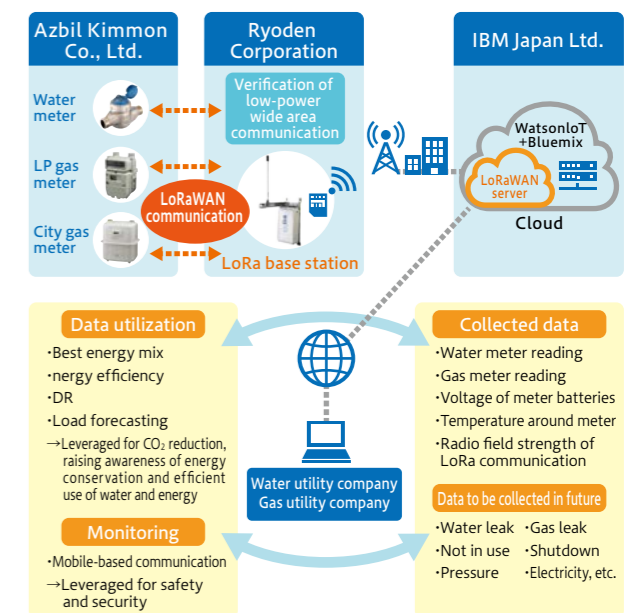 Azbil Kimmon
Co., Ltd.
Ryoden
Corporation
IBM Japan Ltd.
Water
meter
LP gas
meter
City gas
meter
LoRaWAN
communication
Verification of
low-power
wide area
communication
LoRa base station
WatsonIoT
+Bluemix
LoRaWAN
server
Cloud
Data utilization
・Best energy mix
・nergy efficiency
・DR
・Load forecasting
→Leveraged for CO₂ reduction,
raising awareness of energy
conservation and efficient
use of water and energy
Monitoring
・Mobile-based communication
→Leveraged for safety
and security
Water utility company
Gas utility company
Collected data
・Water meter reading
・Gas meter reading
・Voltage of meter batteries
・Temperature around meter
・Radio field strength of
LoRa communication
Data to be collected in future
・Water leak ・Gas leak
・Not in use ・Shutdown
・Pressure ・Electricity, etc.